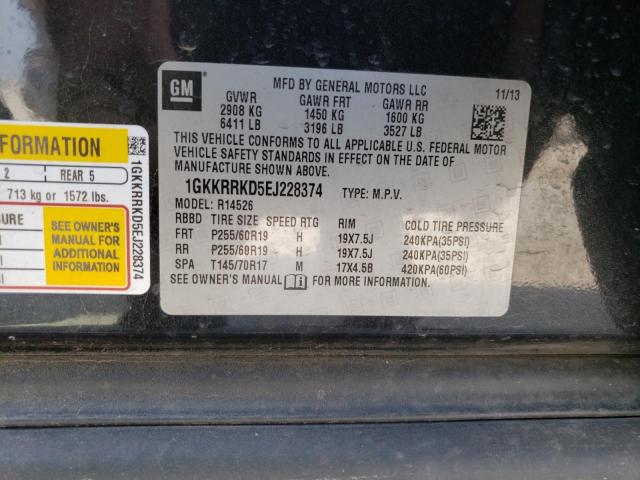 GM
MFD BY GENERAL MOTORS LLC
11/13
GVWR GAWR FRT GAWR RR
2908 KG 1450 KG 1600 KG
6411 LB 3196 LB 3527 LB
THIS VEHICLE CONFORMS TO ALL APPLICABLE U.S. FEDERAL MOTOR
VEHICLE SAFETY STANDARDS IN EFFECT ON THE DATE OF
MANUFACTURE SHOWN ABOVE.
1GKKRRKD5EJ228374 TYPE: M.P.V.
MODEL: R14526
RBBD TIRE SIZE SPEED RTG RIM COLD TIRE PRESSURE
FRT P255/60R19 H 19X7.5J 240KPA(35PSI)
RR P255/60R19 H 19X7.5J 240KPA(35PSI)
SPA T145/70R17 M 17X4.5B 420KPA(60PSI)
SEE OWNER'S MANUAL FOR MORE INFORMATION.
FORMATION
2 REAR 5
713 kg or 1572 lbs.
SURE
SEE OWNER'S
MANUAL FOR
ADDITIONAL
INFORMATION
1GKKRRKD5EJ228374